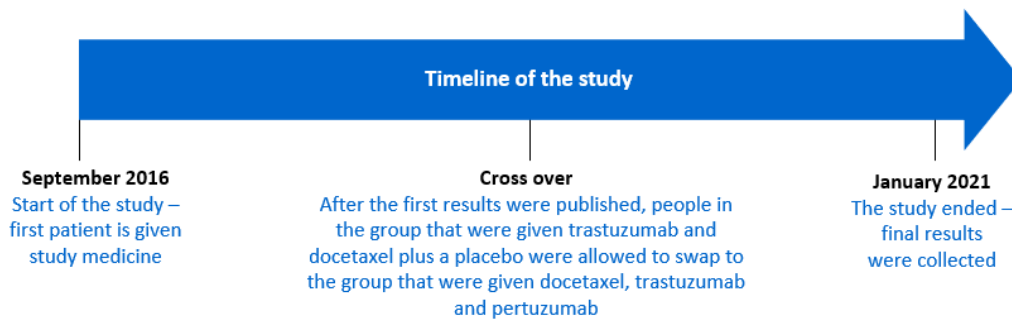 Timeline of the study
September 2016
Start of the study –
first patient is given
study medicine
Cross over
After the first results were published, people in
the group that were given trastuzumab and
docetaxel plus a placebo were allowed to swap to
the group that were given docetaxel, trastuzumab
and pertuzumab
January 2021
The study ended –
final results
were collected